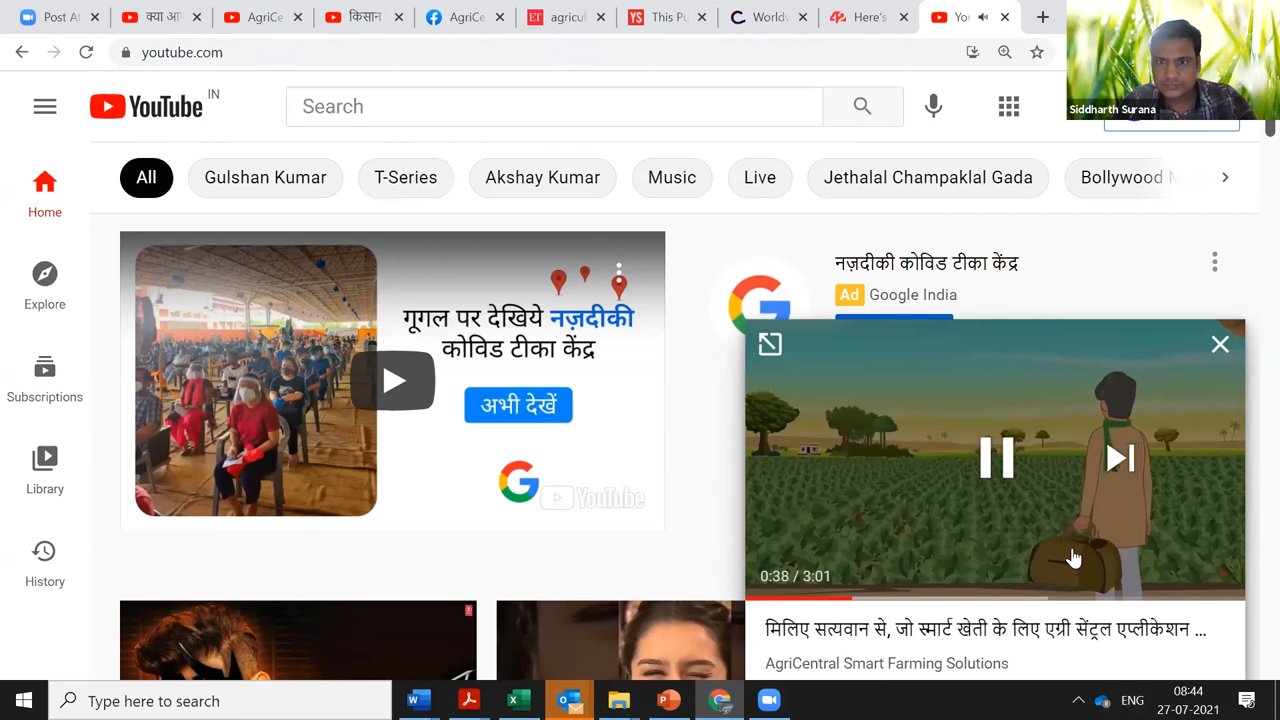 Post At
क्या आ
AgriCe
किसान
AgriCe
agricul
This Pu
Worldv
Here's
You
youtube.com
Siddharth Surana
YouTube IN
Search
All
Gulshan Kumar
T-Series
Akshay Kumar
Music
Live
Jethalal Champaklal Gada
Bollywood
Home
Explore
Subscriptions
Library
History
गूगल पर देखिये नज़दीकी
कोविड टीका केंद्र
अभी देखें
YouTube
नज़दीकी कोविड टीका केंद्र
Ad Google India
0:38 / 3:01
मिलिए सत्यवान से, जो स्मार्ट खेती के लिए एग्री सेंट्रल एप्लीकेशन ...
AgriCentral Smart Farming Solutions
Type here to search
ENG
08:44
27-07-2021